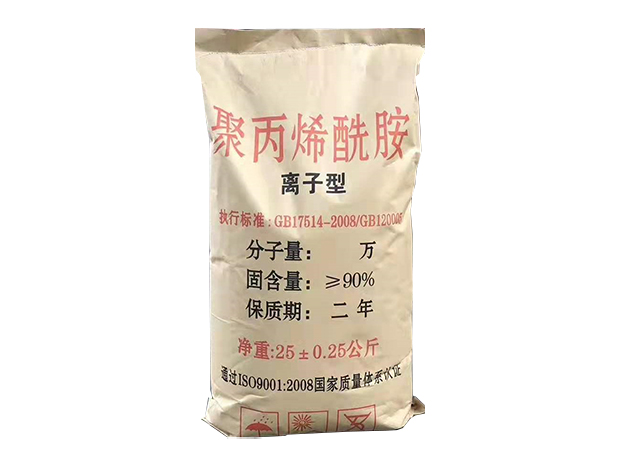 聚丙烯酰胺
离子型
执行标准:GB17514-2008/GB12000
分子量: 万
固含量: ≥90%
保质期: 二年
净重:25±0.25公斤
通过ISO9001:2008国家质量体系认证